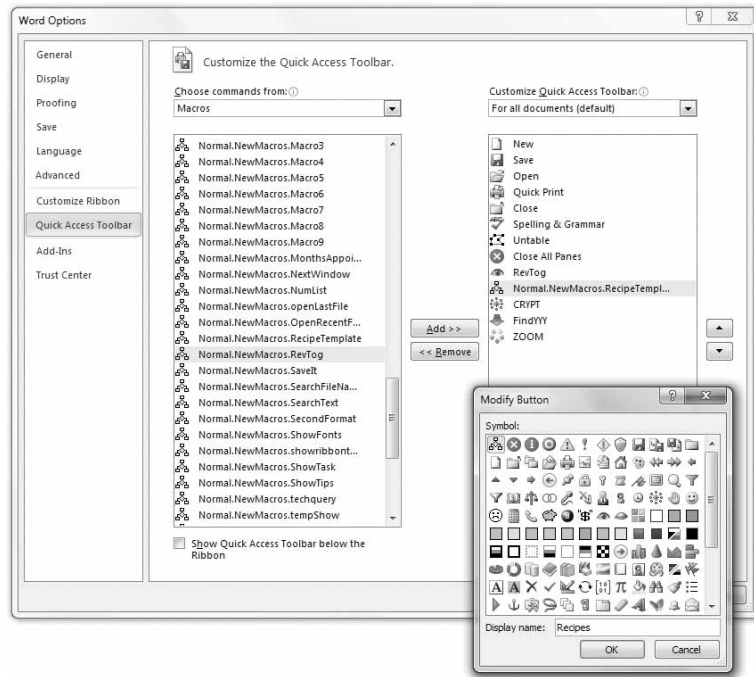 Word Options
General
Display
Proofing
Save
Language
Advanced
Customize Ribbon
Quick Access Toolbar
Add-Ins
Trust Center
Customize the Quick Access Toolbar.
Choose commands from:
Macros
Normal.NewMacros.Macro3
Normal.NewMacros.Macro4
Normal.NewMacros.Macro5
Normal.NewMacros.Macro6
Normal.NewMacros.Macro7
Normal.NewMacros.Macro8
Normal.NewMacros.Macro9
Normal.NewMacros.MonthsAppoi...
Normal.NewMacros.NextWindow
Normal.NewMacros.NumList
Normal.NewMacros.openLastFile
Normal.NewMacros.OpenRecentF...
Normal.NewMacros.RecipeTemplate
Normal.NewMacros.RevTog
Normal.NewMacros.SaveIt
Normal.NewMacros.SearchFileNa...
Normal.NewMacros.SearchText
Normal.NewMacros.SecondFormat
Normal.NewMacros.ShowFonts
Normal.NewMacros.showribbont...
Normal.NewMacros.ShowTask
Normal.NewMacros.ShowTips
Normal.NewMacros.techquery
Normal.NewMacros.tempShow
Show Quick Access Toolbar below the
Ribbon
Add >>
<< Remove
Customize Quick Access Toolbar:
For all documents (default)
New
Save
Open
Quick Print
Close
Spelling & Grammar
Untable
Close All Panes
RevTog
Normal.NewMacros.RecipeTempl...
CRYPT
FindYYY
ZOOM
Modify Button
Symbol:
Display name: Recipes
OK
Cancel